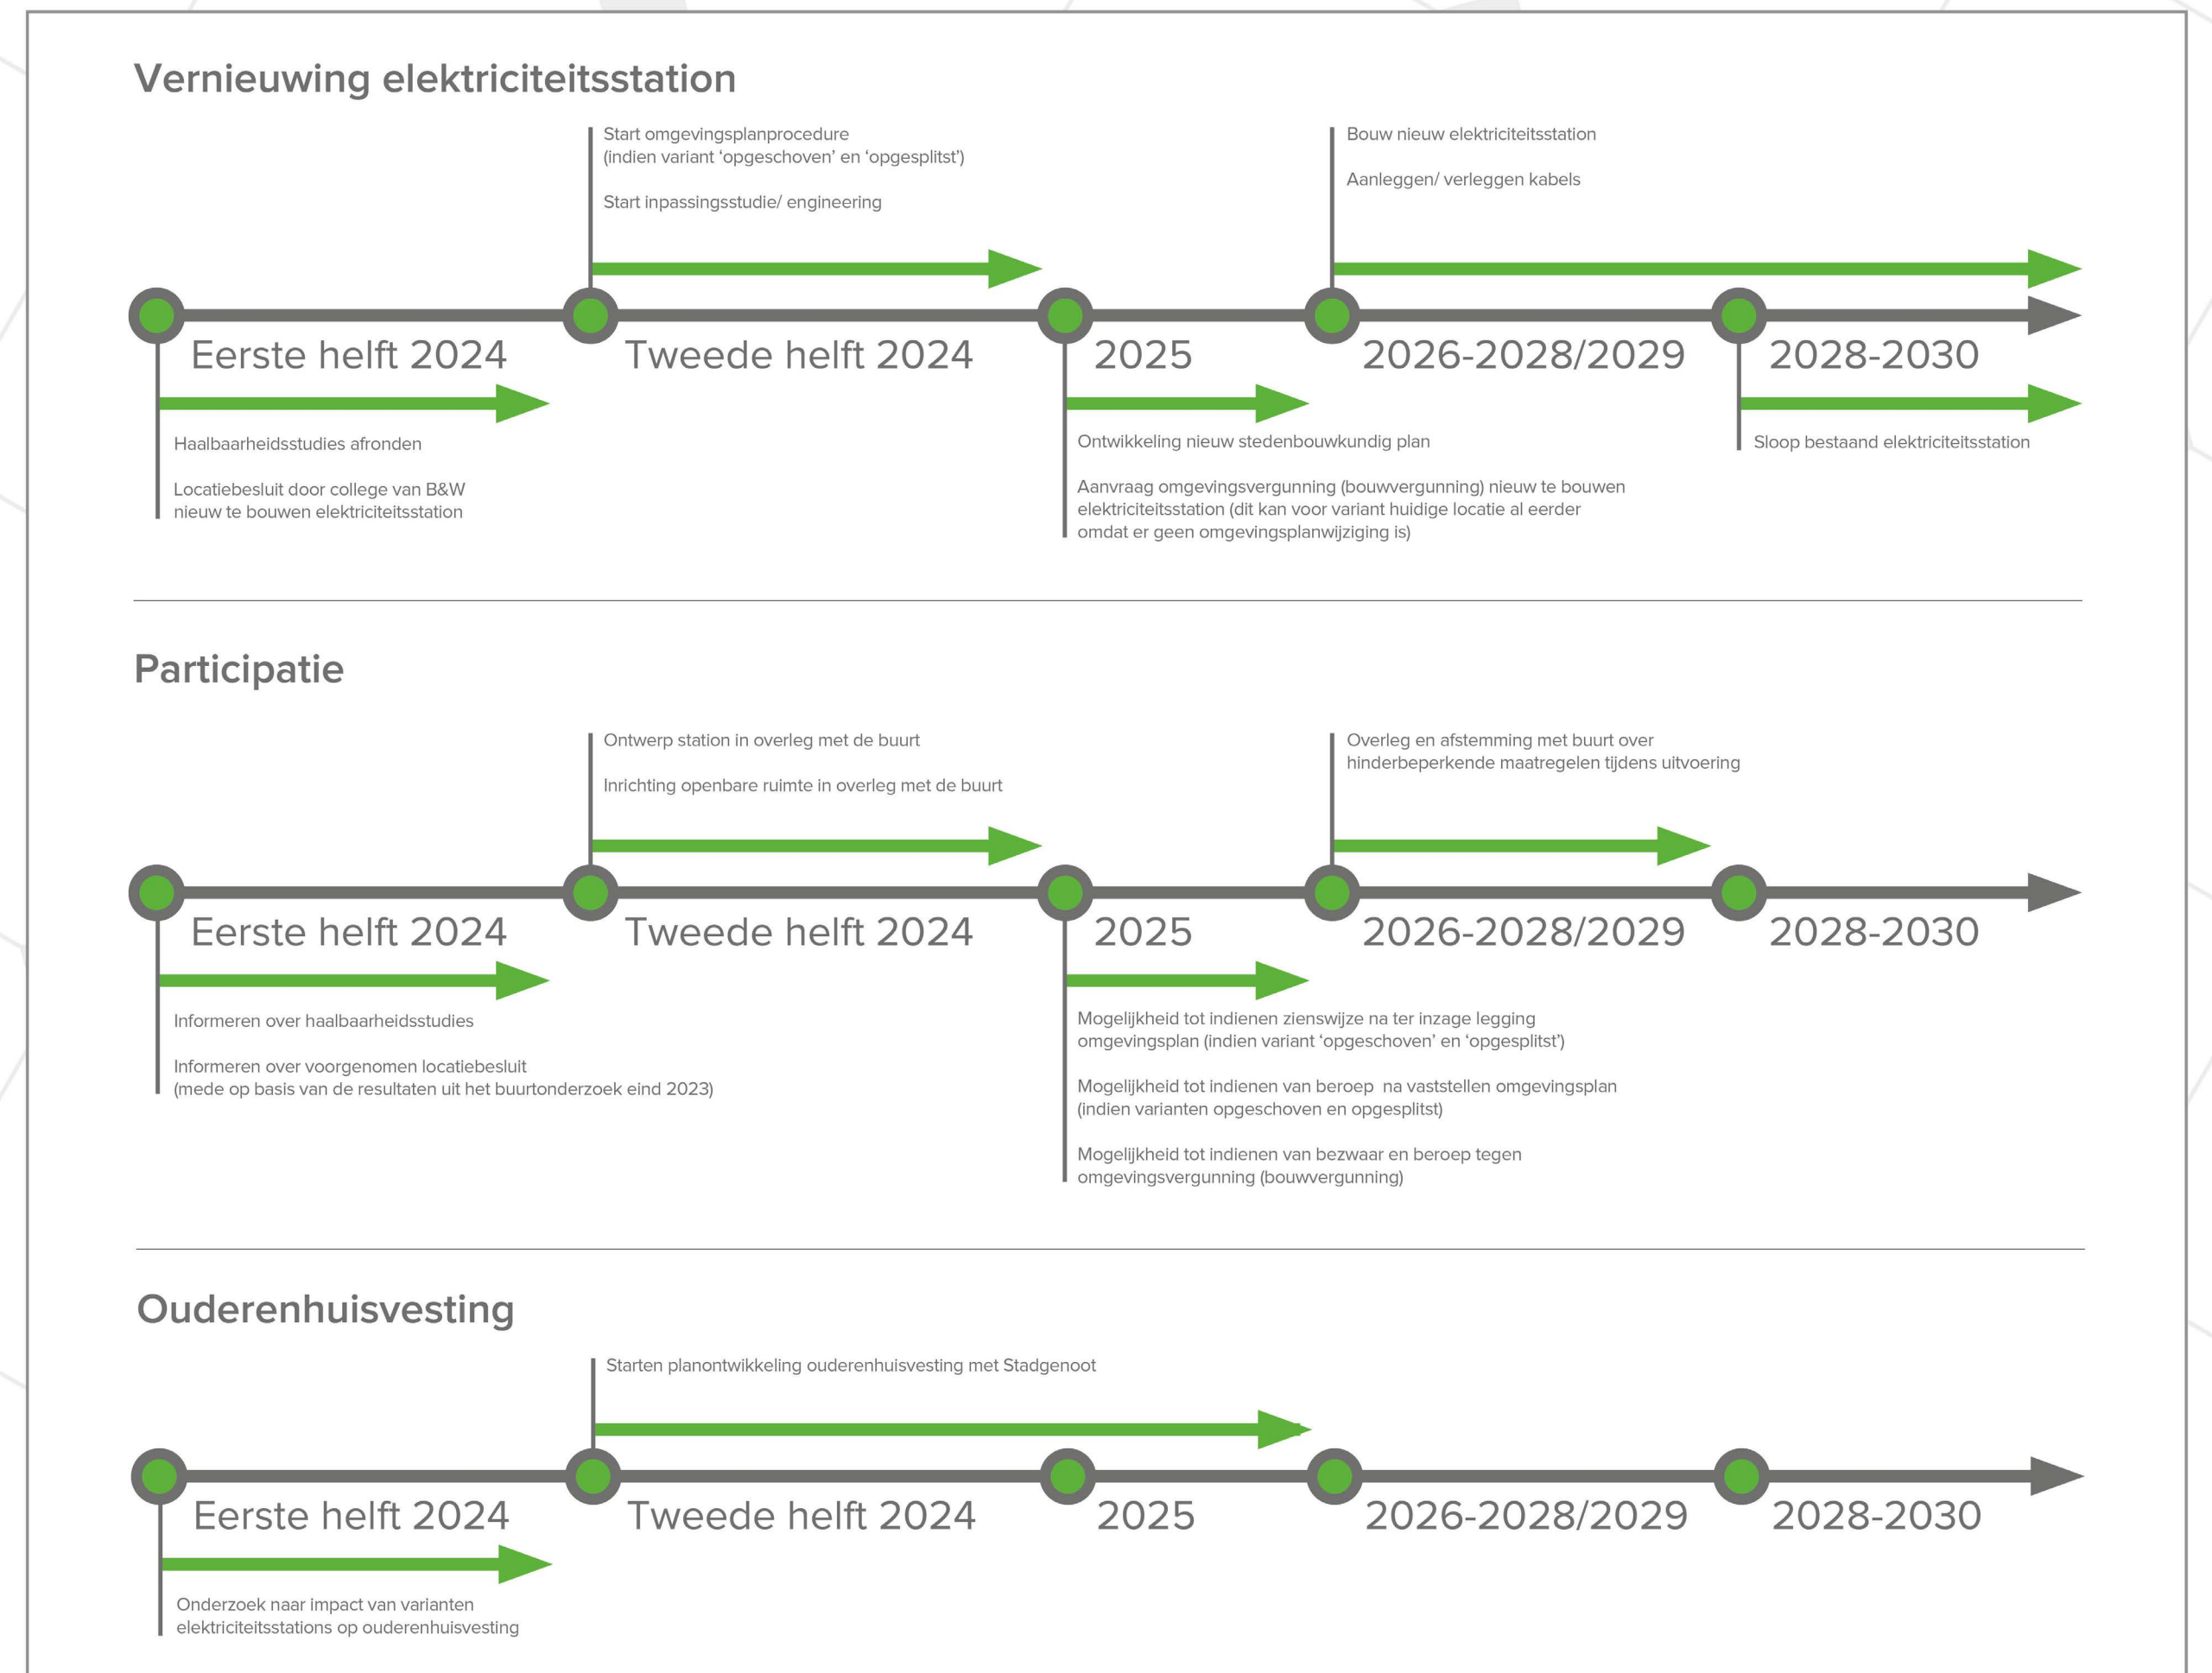 Vernieuwing elektriciteitsstation
Start omgevingsplanprocedure
(indien variant ‘opgeschoven’ en ‘opgesplitst’)
Start inpassingsstudie/ engineering
Bouw nieuw elektriciteitsstation
Aanleggen/ verleggen kabels
Eerste helft 2024
Tweede helft 2024
2025
2026-2028/2029
2028-2030
Haalbaarheidsstudies afronden
Locatiebesluit door college van B&W
nieuw te bouwen elektriciteitsstation
Ontwikkeling nieuw stedenbouwkundig plan
Aanvraag omgevingsvergunning (bouwvergunning) nieuw te bouwen
elektriciteitsstation (dit kan voor variant huidige locatie al eerder
omdat er geen omgevingsplanwijziging is)
Sloop bestaand elektriciteitsstation
Participatie
Ontwerp station in overleg met de buurt
Inrichting openbare ruimte in overleg met de buurt
Overleg en afstemming met buurt over
hinderbeperkende maatregelen tijdens uitvoering
Eerste helft 2024
Tweede helft 2024
2025
2026-2028/2029
2028-2030
Informeren over haalbaarheidsstudies
Informeren over voorgenomen locatiebesluit
(mede op basis van de resultaten uit het buurtonderzoek eind 2023)
Mogelijkheid tot indienen zienswijze na ter inzage legging
omgevingsplan (indien variant ‘opgeschoven’ en ‘opgesplitst’)
Mogelijkheid tot indienen van beroep na vaststellen omgevingsplan
(indien varianten opgeschoven en opgesplitst)
Mogelijkheid tot indienen van bezwaar en beroep tegen
omgevingsvergunning (bouwvergunning)
Ouderenhuisvesting
Starten planontwikkeling ouderenhuisvesting met Stadgenoot
Eerste helft 2024
Tweede helft 2024
2025
2026-2028/2029
2028-2030
Onderzoek naar impact van varianten
elektriciteitsstations op ouderenhuisvesting